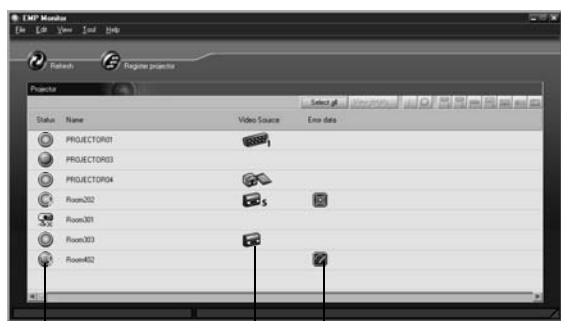 EMP Monitor
File Edit View Tool Help
Refresh Register projector
Projector
Select all
Status Name Video Source Error data
PROJECTOR01 1
PROJECTOR03
PROJECTOR04
Room202 S
Room301
Room303
Room402